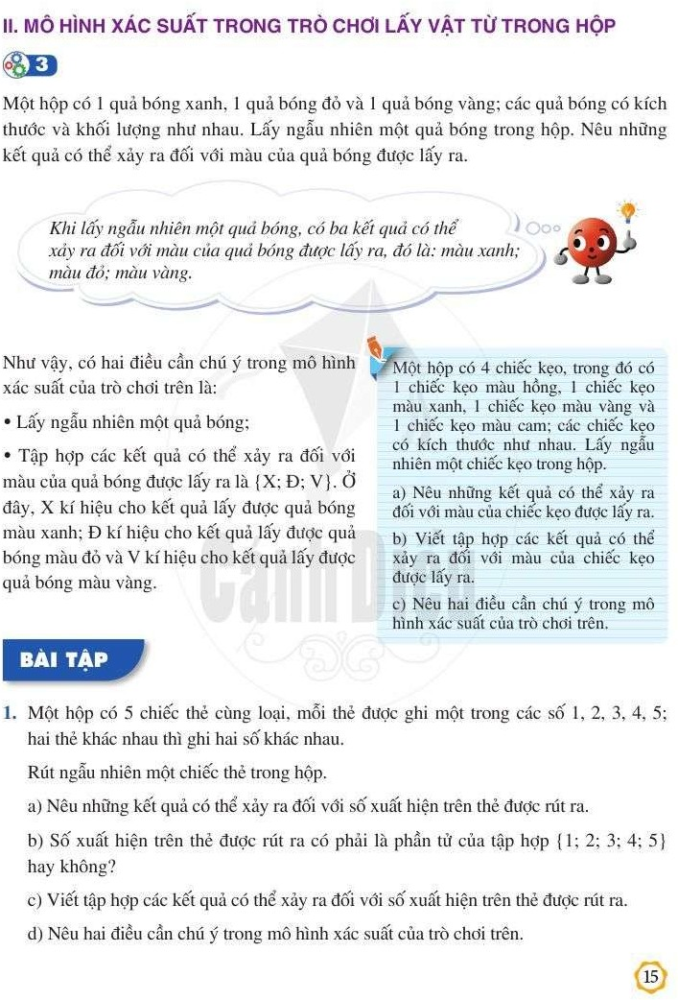 II. MÔ HÌNH XÁC SUẤT TRONG TRÒ CHƠI LẤY VẬT TỪ TRONG HỘP
3
Một hộp có 1 quả bóng xanh, 1 quả bóng đỏ và 1 quả bóng vàng; các quả bóng có kích
thước và khối lượng như nhau. Lấy ngẫu nhiên một quả bóng trong hộp. Nêu những
kết quả có thể xảy ra đối với màu của quả bóng được lấy ra.
Khi lấy ngẫu nhiên một quả bóng, có ba kết quả có thể
xảy ra đối với màu của quả bóng được lấy ra, đó là: màu xanh;
màu đỏ; màu vàng.
Như vậy, có hai điều cần chú ý trong mô hình
xác suất của trò chơi trên là:
• Lấy ngẫu nhiên một quả bóng;
• Tập hợp các kết quả có thể xảy ra đối với
màu của quả bóng được lấy ra là {X; Đ; V}. Ở
đây, X kí hiệu cho kết quả lấy được quả bóng
màu xanh; Đ kí hiệu cho kết quả lấy được quả
bóng màu đỏ và V kí hiệu cho kết quả lấy được
quả bóng màu vàng.
Một hộp có 4 chiếc kẹo, trong đó có
1 chiếc kẹo màu hồng, 1 chiếc kẹo
màu xanh, 1 chiếc kẹo màu vàng và
1 chiếc kẹo màu cam; các chiếc kẹo
có kích thước như nhau. Lấy ngẫu
nhiên một chiếc kẹo trong hộp.
a) Nêu những kết quả có thể xảy ra
đối với màu của chiếc kẹo được lấy ra.
b) Viết tập hợp các kết quả có thể
xảy ra đối với màu của chiếc kẹo
được lấy ra.
c) Nêu hai điều cần chú ý trong mô
hình xác suất của trò chơi trên.
Cánh Diều
BÀI TẬP
1. Một hộp có 5 chiếc thẻ cùng loại, mỗi thẻ được ghi một trong các số 1, 2, 3, 4, 5;
hai thẻ khác nhau thì ghi hai số khác nhau.
Rút ngẫu nhiên một chiếc thẻ trong hộp.
a) Nêu những kết quả có thể xảy ra đối với số xuất hiện trên thẻ được rút ra.
b) Số xuất hiện trên thẻ được rút ra có phải là phần tử của tập hợp {1; 2; 3; 4; 5}
hay không?
c) Viết tập hợp các kết quả có thể xảy ra đối với số xuất hiện trên thẻ được rút ra.
d) Nêu hai điều cần chú ý trong mô hình xác suất của trò chơi trên.
15